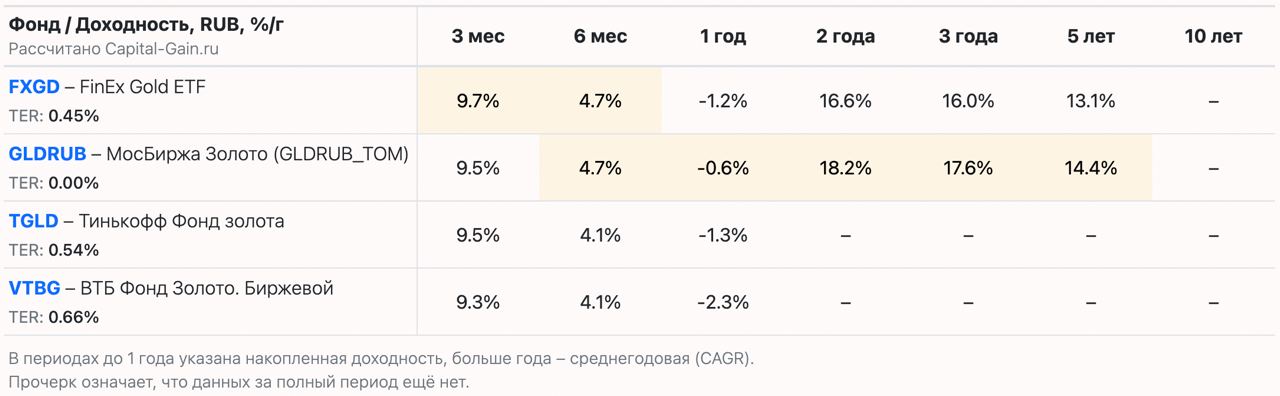 Фонд / Доходность, RUB, %/г
Рассчитано Capital-Gain.ru
3 мес 6 мес 1 год 2 года 3 года 5 лет 10 лет
FXGD – FinEx Gold ETF
TER: 0.45%
9.7% 4.7% -1.2% 16.6% 16.0% 13.1% –
GLDRUB – МосБиржа Золото (GLDRUB_TOM)
TER: 0.00%
9.5% 4.7% -0.6% 18.2% 17.6% 14.4% –
TGLD – Тинькофф Фонд золота
TER: 0.54%
9.5% 4.1% -1.3% – – – –
VTBG – ВТБ Фонд Золото. Биржевой
TER: 0.66%
9.3% 4.1% -2.3% – – – –
В периодах до 1 года указана накопленная доходность, больше года – среднегодовая (CAGR).
Прочерк означает, что данных за полный период ещё нет.